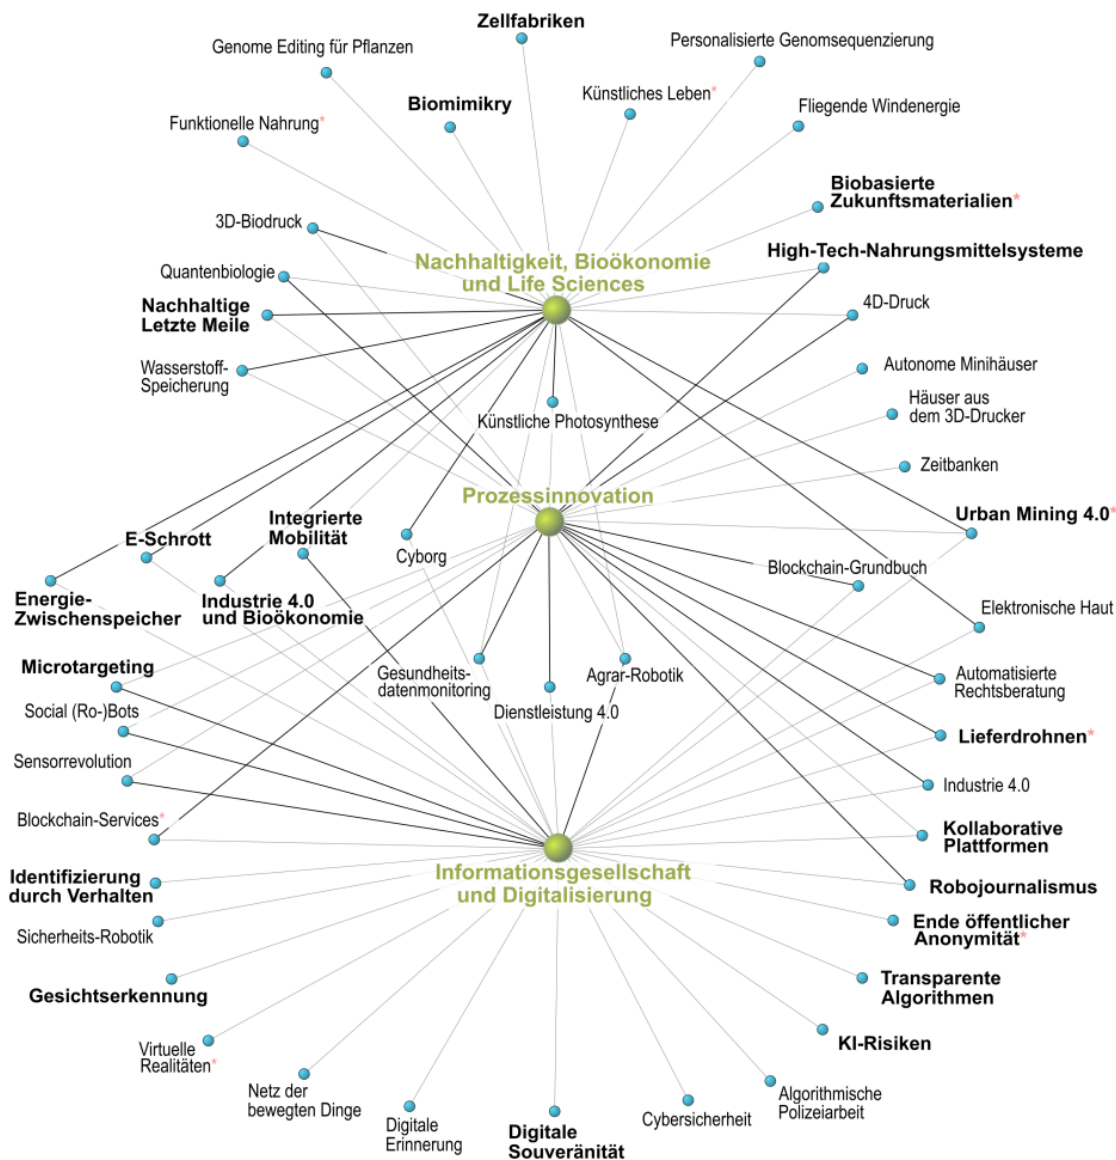 Zellfabriken
Genome Editing für Pflanzen
Personalisierte Genomsequenzierung
Biomimikry
Künstliches Leben*
Fliegende Windenergie
Funktionelle Nahrung*
Biobasierte
Zukunftsmaterialien*
3D-Biodruck
High-Tech-Nahrungsmittelsysteme
Nachhaltigkeit, Bioökonomie
und Life Sciences
Quantenbiologie
Nachhaltige
Letzte Meile
4D-Druck
Wasserstoff-
Speicherung
Autonome Minihäuser
Künstliche Photosynthese
Häuser aus
dem 3D-Drucker
Zeitbanken
Prozessinnovation
Urban Mining 4.0*
E-Schrott
Integrierte
Mobilität
Cyborg
Blockchain-Grundbuch
Energie-
Zwischenspeicher
Industrie 4.0
und Bioökonomie
Elektronische Haut
Microtargeting
Gesundheits-
datenmonitoring
Agrar-Robotik
Automatisierte
Rechtsberatung
Social (Ro-)Bots
Dienstleistung 4.0
Lieferdrohnen*
Sensorrevolution
Industrie 4.0
Blockchain-Services*
Kollaborative
Plattformen
Identifizierung
durch Verhalten
Informationsgesellschaft
und Digitalisierung
Robojournalismus
Sicherheits-Robotik
Ende öffentlicher
Anonymität*
Gesichtserkennung
Transparente
Algorithmen
Virtuelle
Realitäten*
KI-Risiken
Netz der
bewegten Dinge
Digitale
Erinnerung
Digitale
Souveränität
Cybersicherheit
Algorithmische
Polizeiarbeit